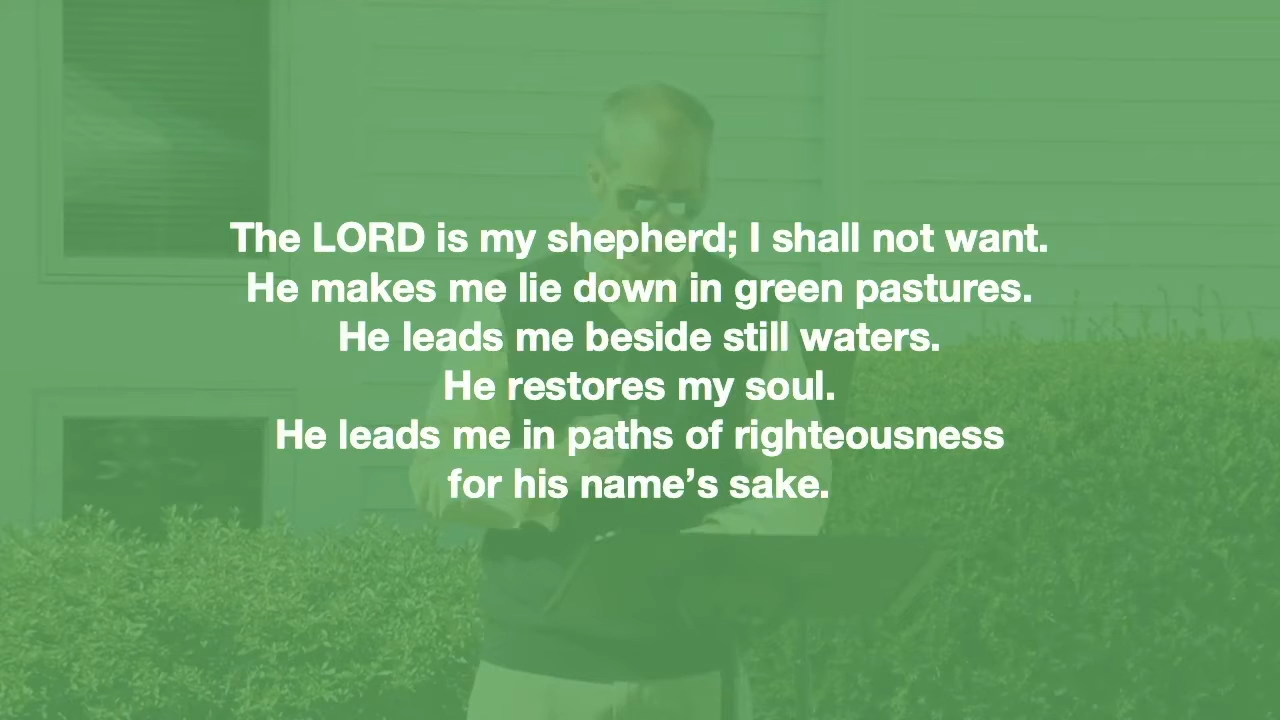 The LORD is my shepherd; I shall not want.
He makes me lie down in green pastures.
He leads me beside still waters.
He restores my soul.
He leads me in paths of righteousness
for his name’s sake.